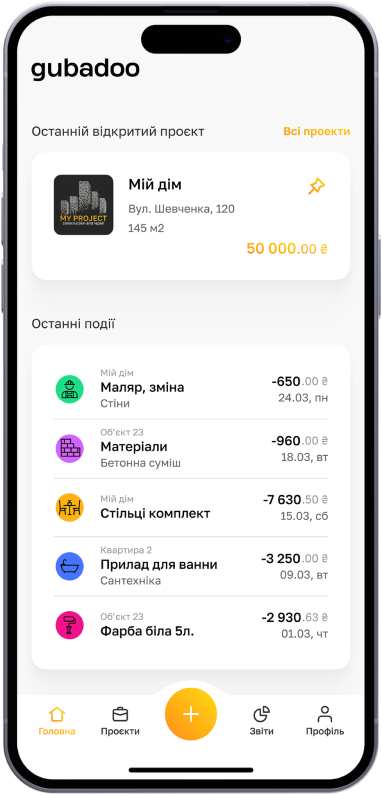 gubadoo
Останній відкритий проєкт
Всі проекти
MY PROJECT
construction and repair
Мій дім
Вул. Шевченка, 120
145 м2
50 000.00 ₴
Останні події
Мій дім
Маляр, зміна
Стіни
-650.00 ₴
24.03, пн
Об'єкт 23
Матеріали
Бетонна суміш
-960.00 ₴
18.03, вт
Мій дім
Стільці комплект
-7 630.50 ₴
15.03, сб
Квартира 2
Прилад для ванни
Сантехніка
-3 250.00 ₴
09.03, вт
Об'єкт 23
Фарба біла 5л.
-2 930.63 ₴
01.03, чт
Головна
Проєкти
Звіти
Профіль